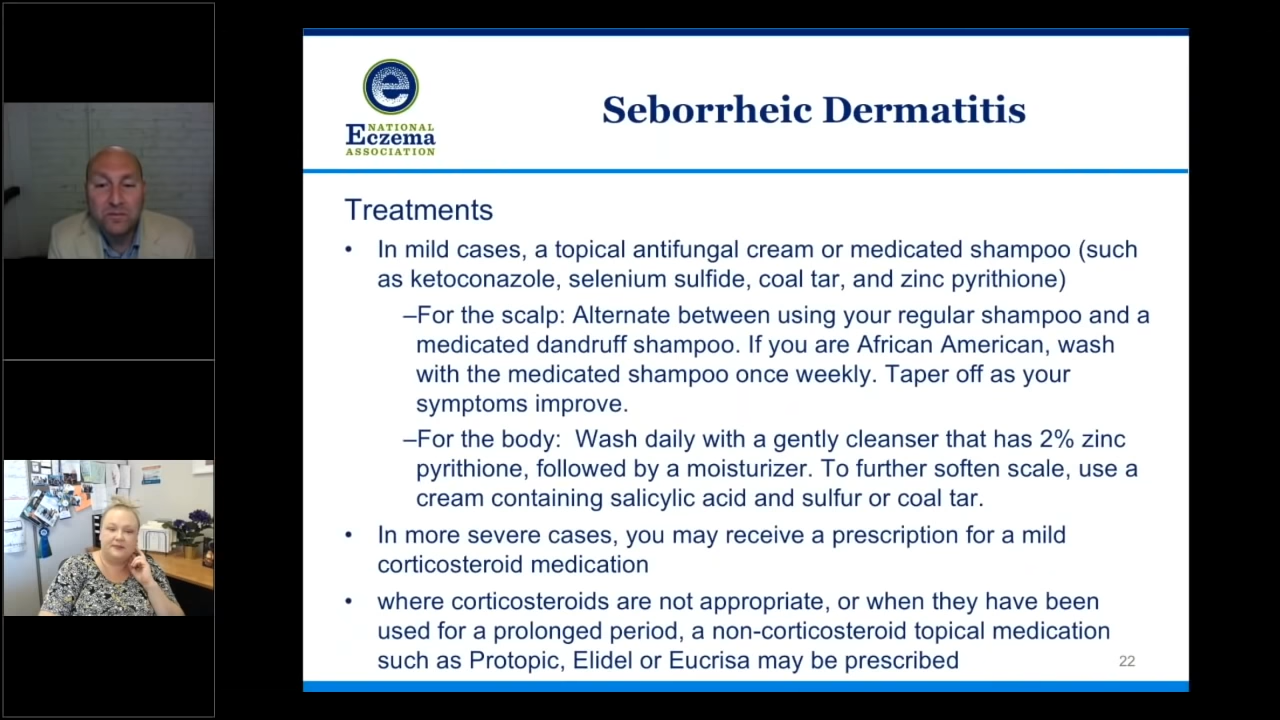 e
NATIONAL
Eczema
ASSOCIATION
Seborrheic Dermatitis
Treatments
• In mild cases, a topical antifungal cream or medicated shampoo (such
as ketoconazole, selenium sulfide, coal tar, and zinc pyrithione)
–For the scalp: Alternate between using your regular shampoo and a
medicated dandruff shampoo. If you are African American, wash
with the medicated shampoo once weekly. Taper off as your
symptoms improve.
–For the body:  Wash daily with a gently cleanser that has 2% zinc
pyrithione, followed by a moisturizer. To further soften scale, use a
cream containing salicylic acid and sulfur or coal tar.
• In more severe cases, you may receive a prescription for a mild
corticosteroid medication
• where corticosteroids are not appropriate, or when they have been
used for a prolonged period, a non-corticosteroid topical medication
such as Protopic, Elidel or Eucrisa may be prescribed
22